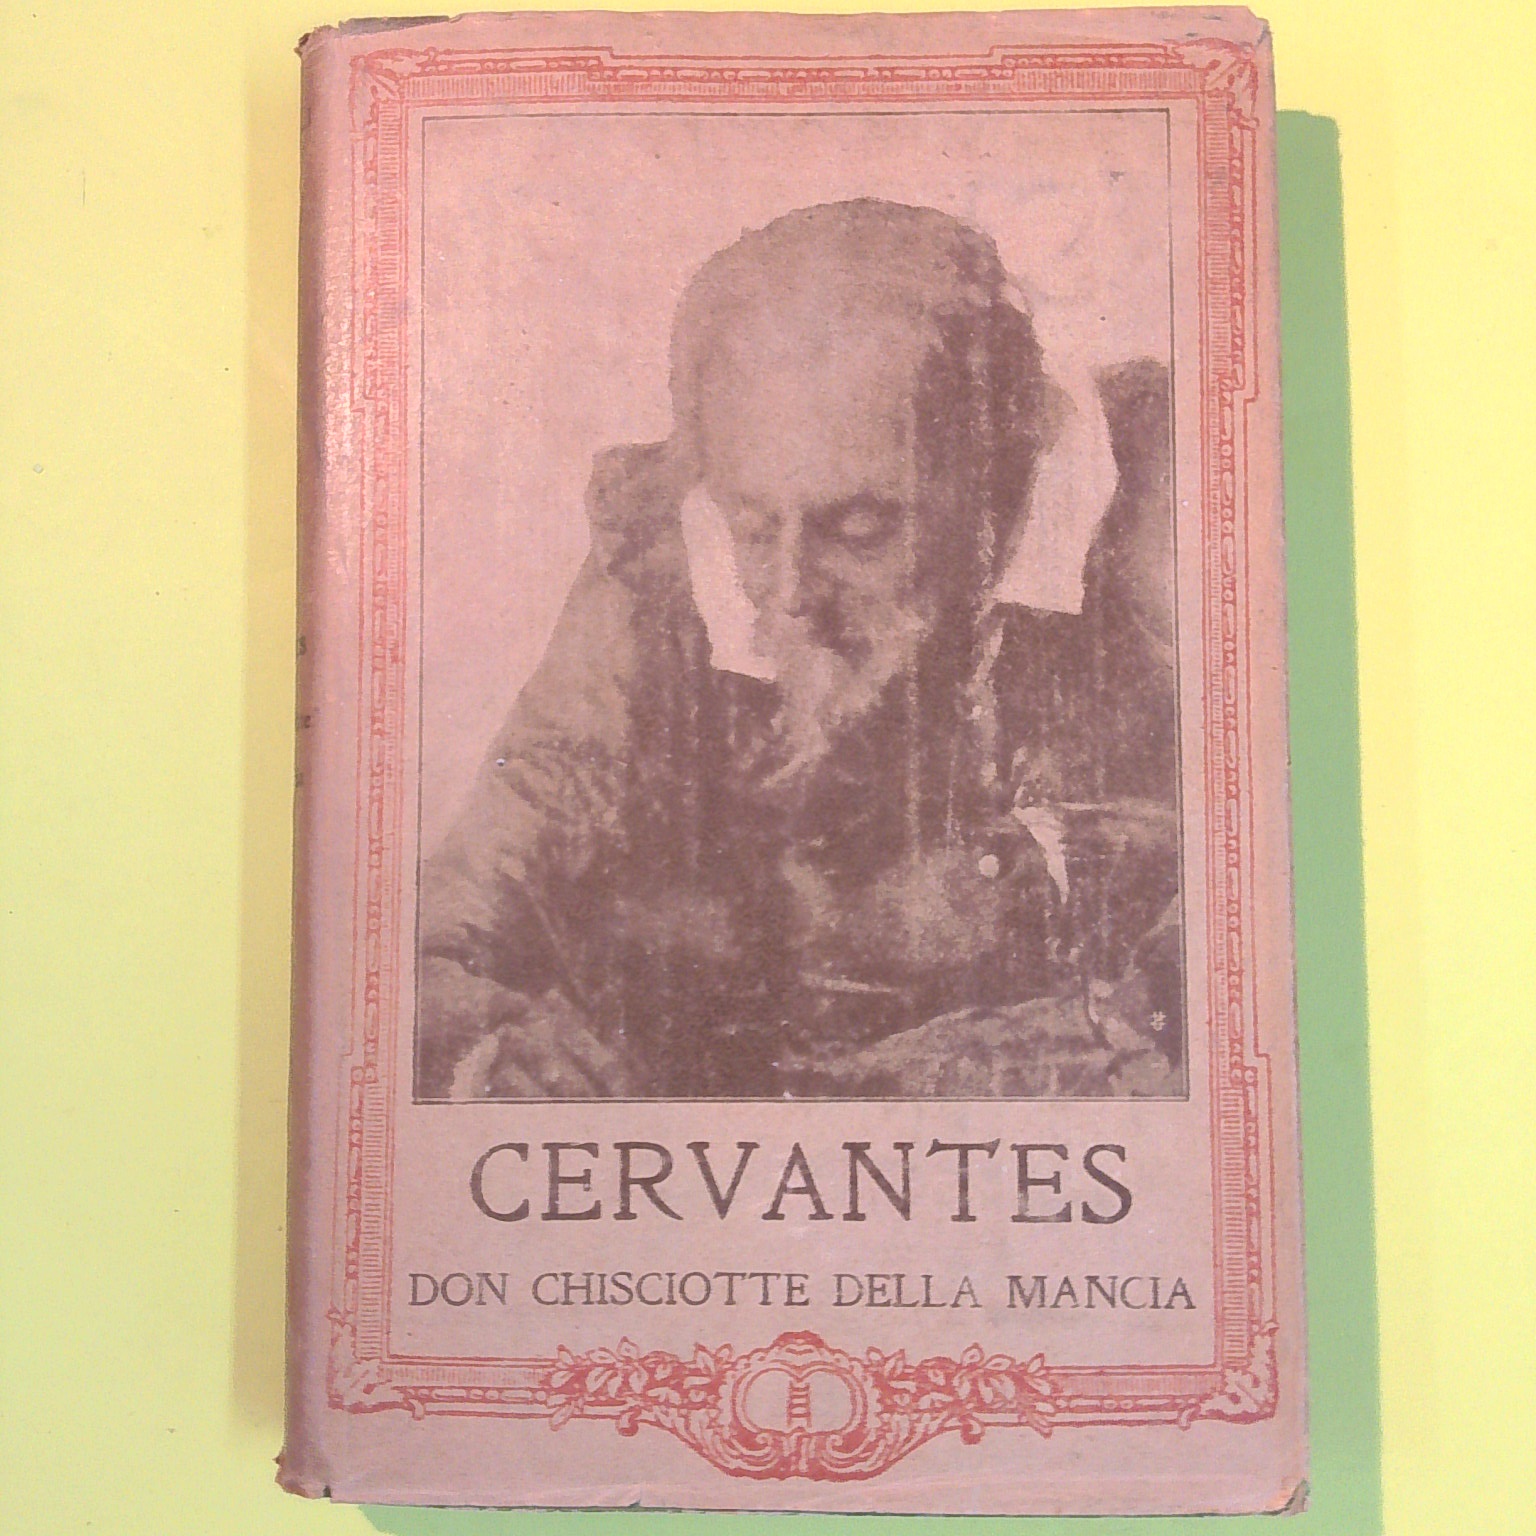 CERVANTES
DON CHISCIOTTE DELLA MANCIA